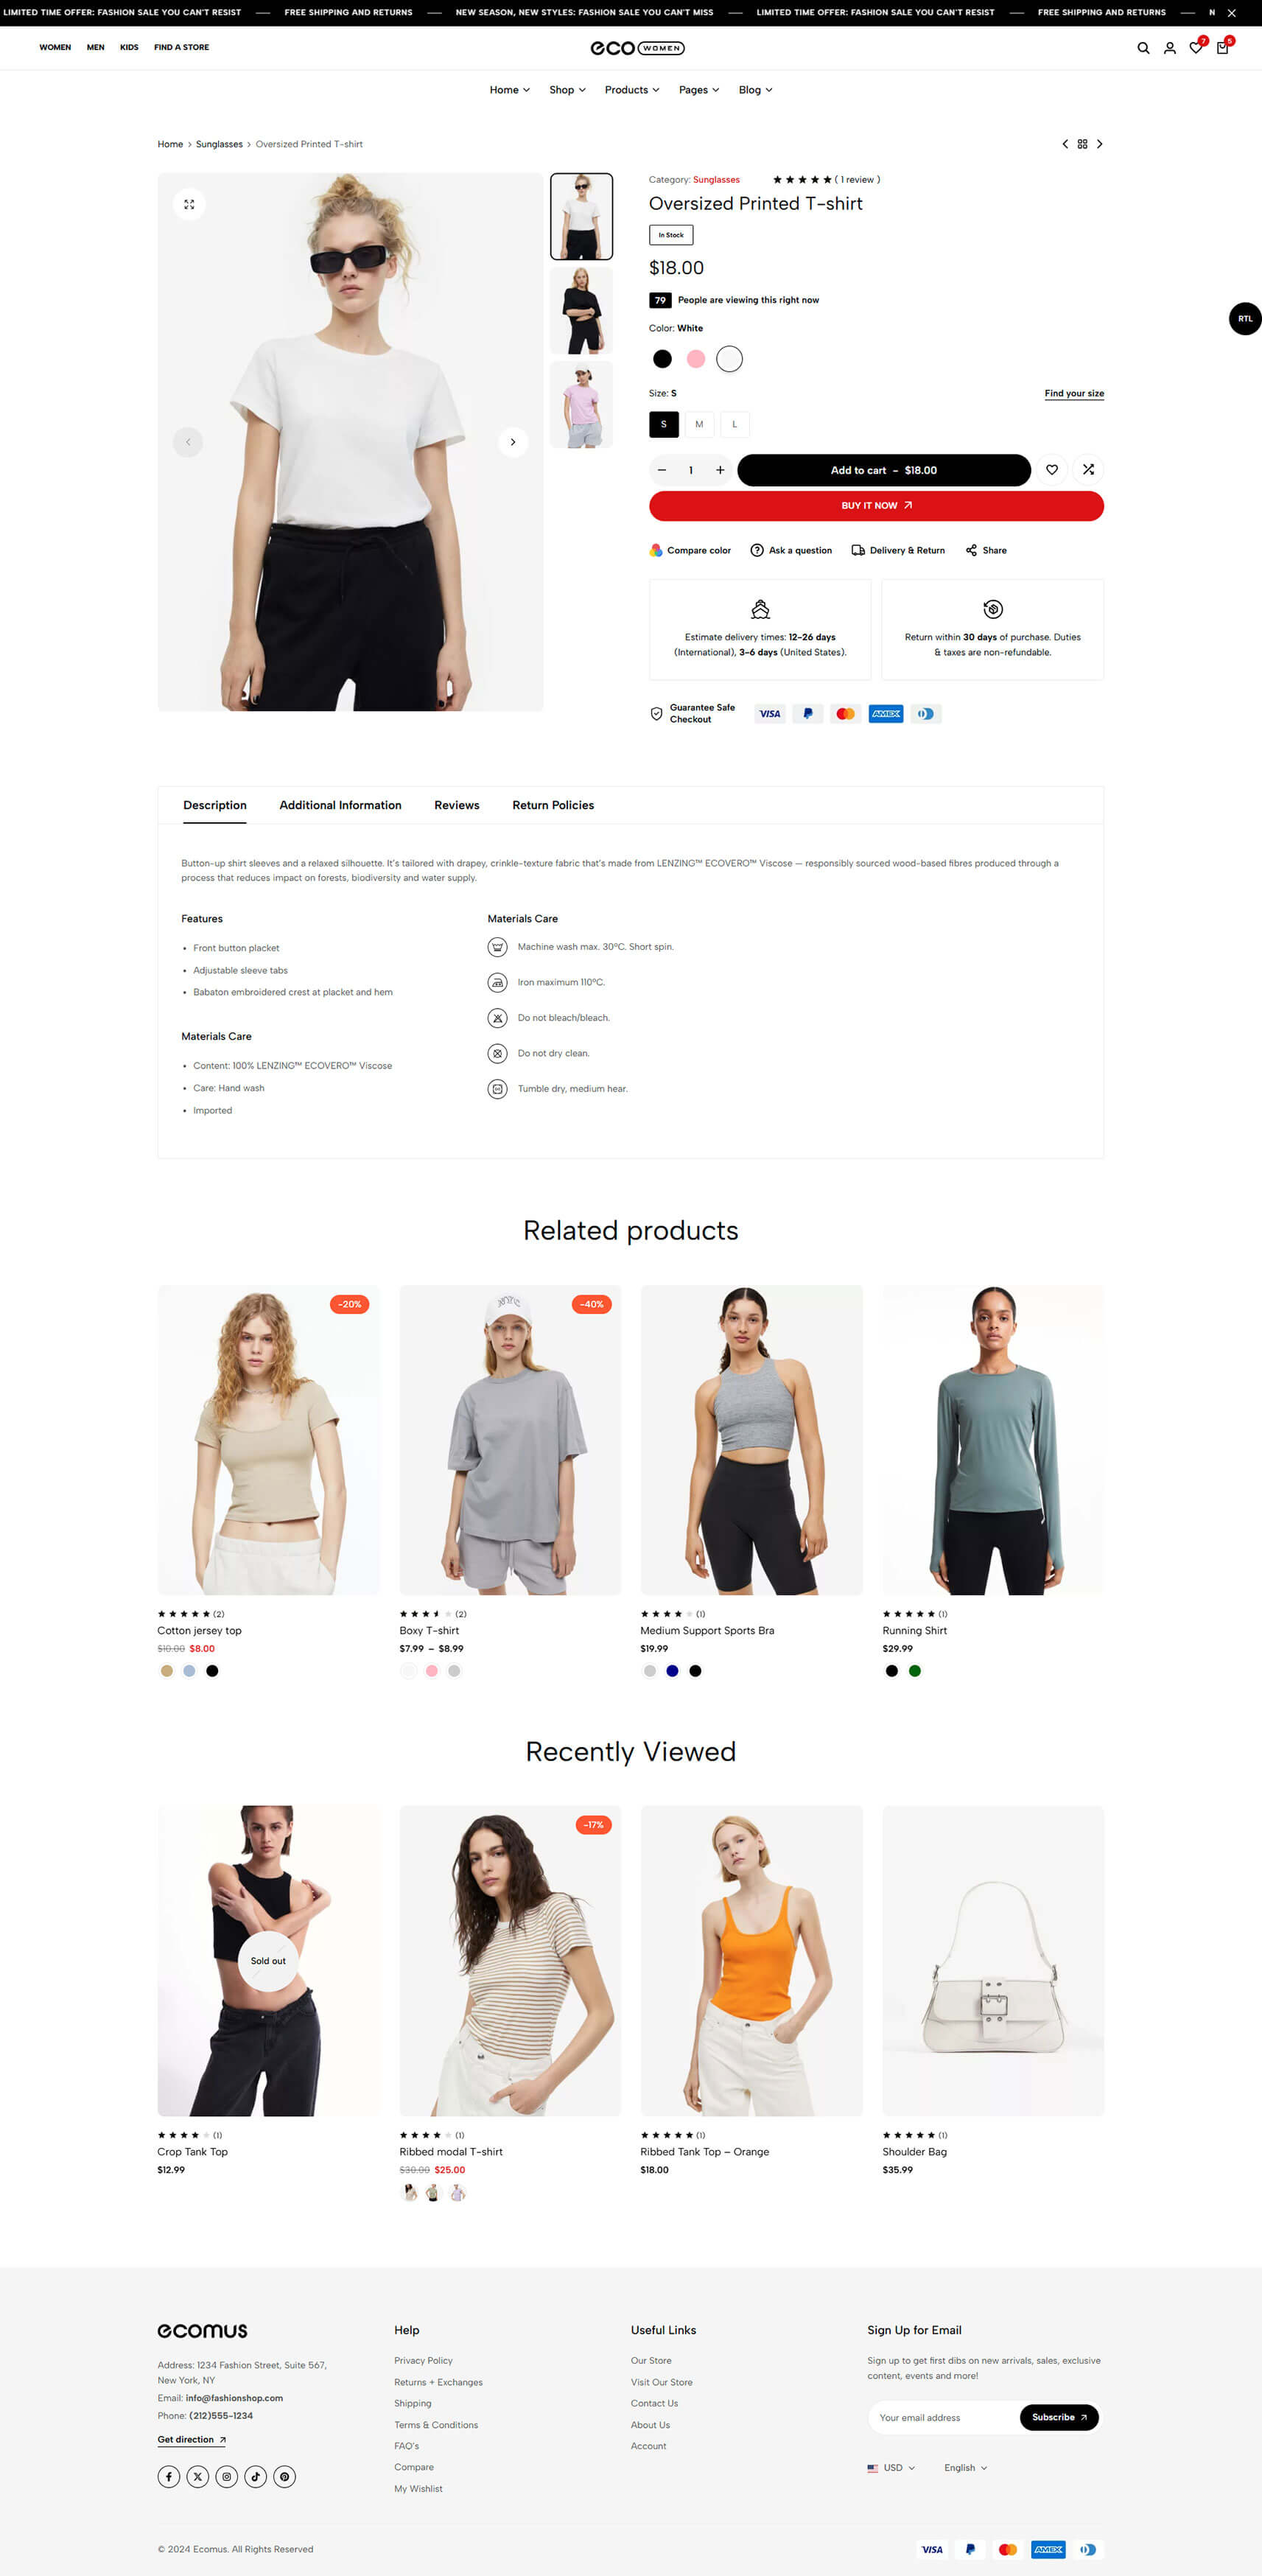 LIMITED TIME OFFER: FASHION SALE YOU CAN'T RESIST — FREE SHIPPING AND RETURNS — NEW SEASON, NEW STYLES: FASHION SALE YOU CAN'T MISS — LIMITED TIME OFFER: FASHION SALE YOU CAN'T RESIST — FREE SHIPPING AND RETURNS — N
WOMEN MEN KIDS FIND A STORE
eco WOMEN
7 5
Home Shop Products Pages Blog
Home > Sunglasses > Oversized Printed T-shirt
Category: Sunglasses ( 1 review )
Oversized Printed T-shirt
In Stock
$18.00
79 People are viewing this right now
RTL
Color: White
Size: S Find your size
S M L
1 Add to cart - $18.00
BUY IT NOW
Compare color Ask a question Delivery & Return Share
Estimate delivery times: 12-26 days
(International), 3-6 days (United States).
Return within 30 days of purchase. Duties
& taxes are non-refundable.
Guarantee Safe
Checkout
VISA AMEX
Description Additional Information Reviews Return Policies
Button-up shirt sleeves and a relaxed silhouette. It's tailored with drapey, crinkle-texture fabric that's made from LENZING™ ECOVERO™ Viscose — responsibly sourced wood-based fibres produced through a
process that reduces impact on forests, biodiversity and water supply.
Features
Front button placket
Adjustable sleeve tabs
Babaton embroidered crest at placket and hem
Materials Care
Content: 100% LENZING™ ECOVERO™ Viscose
Care: Hand wash
Imported
Materials Care
Machine wash max. 30ºC. Short spin.
Iron maximum 110ºC.
Do not bleach/bleach.
Do not dry clean.
Tumble dry, medium hear.
Related products
-20%
(2)
Cotton jersey top
$10.00 $8.00
-40%
(2)
Boxy T-shirt
$7.99 – $8.99
(1)
Medium Support Sports Bra
$19.99
(1)
Running Shirt
$29.99
Recently Viewed
Sold out
(1)
Crop Tank Top
$12.99
-17%
(1)
Ribbed modal T-shirt
$30.00 $25.00
(1)
Ribbed Tank Top – Orange
$18.00
(1)
Shoulder Bag
$35.99
ecomus
Address: 1234 Fashion Street, Suite 567,
New York, NY
Email: info@fashionshop.com
Phone: (212)555-1234
Get direction
Help
Privacy Policy
Returns + Exchanges
Shipping
Terms & Conditions
FAQ's
Compare
My Wishlist
Useful Links
Our Store
Visit Our Store
Contact Us
About Us
Account
Sign Up for Email
Sign up to get first dibs on new arrivals, sales, exclusive
content, events and more!
Your email address Subscribe
USD English
© 2024 Ecomus. All Rights Reserved
VISA AMEX